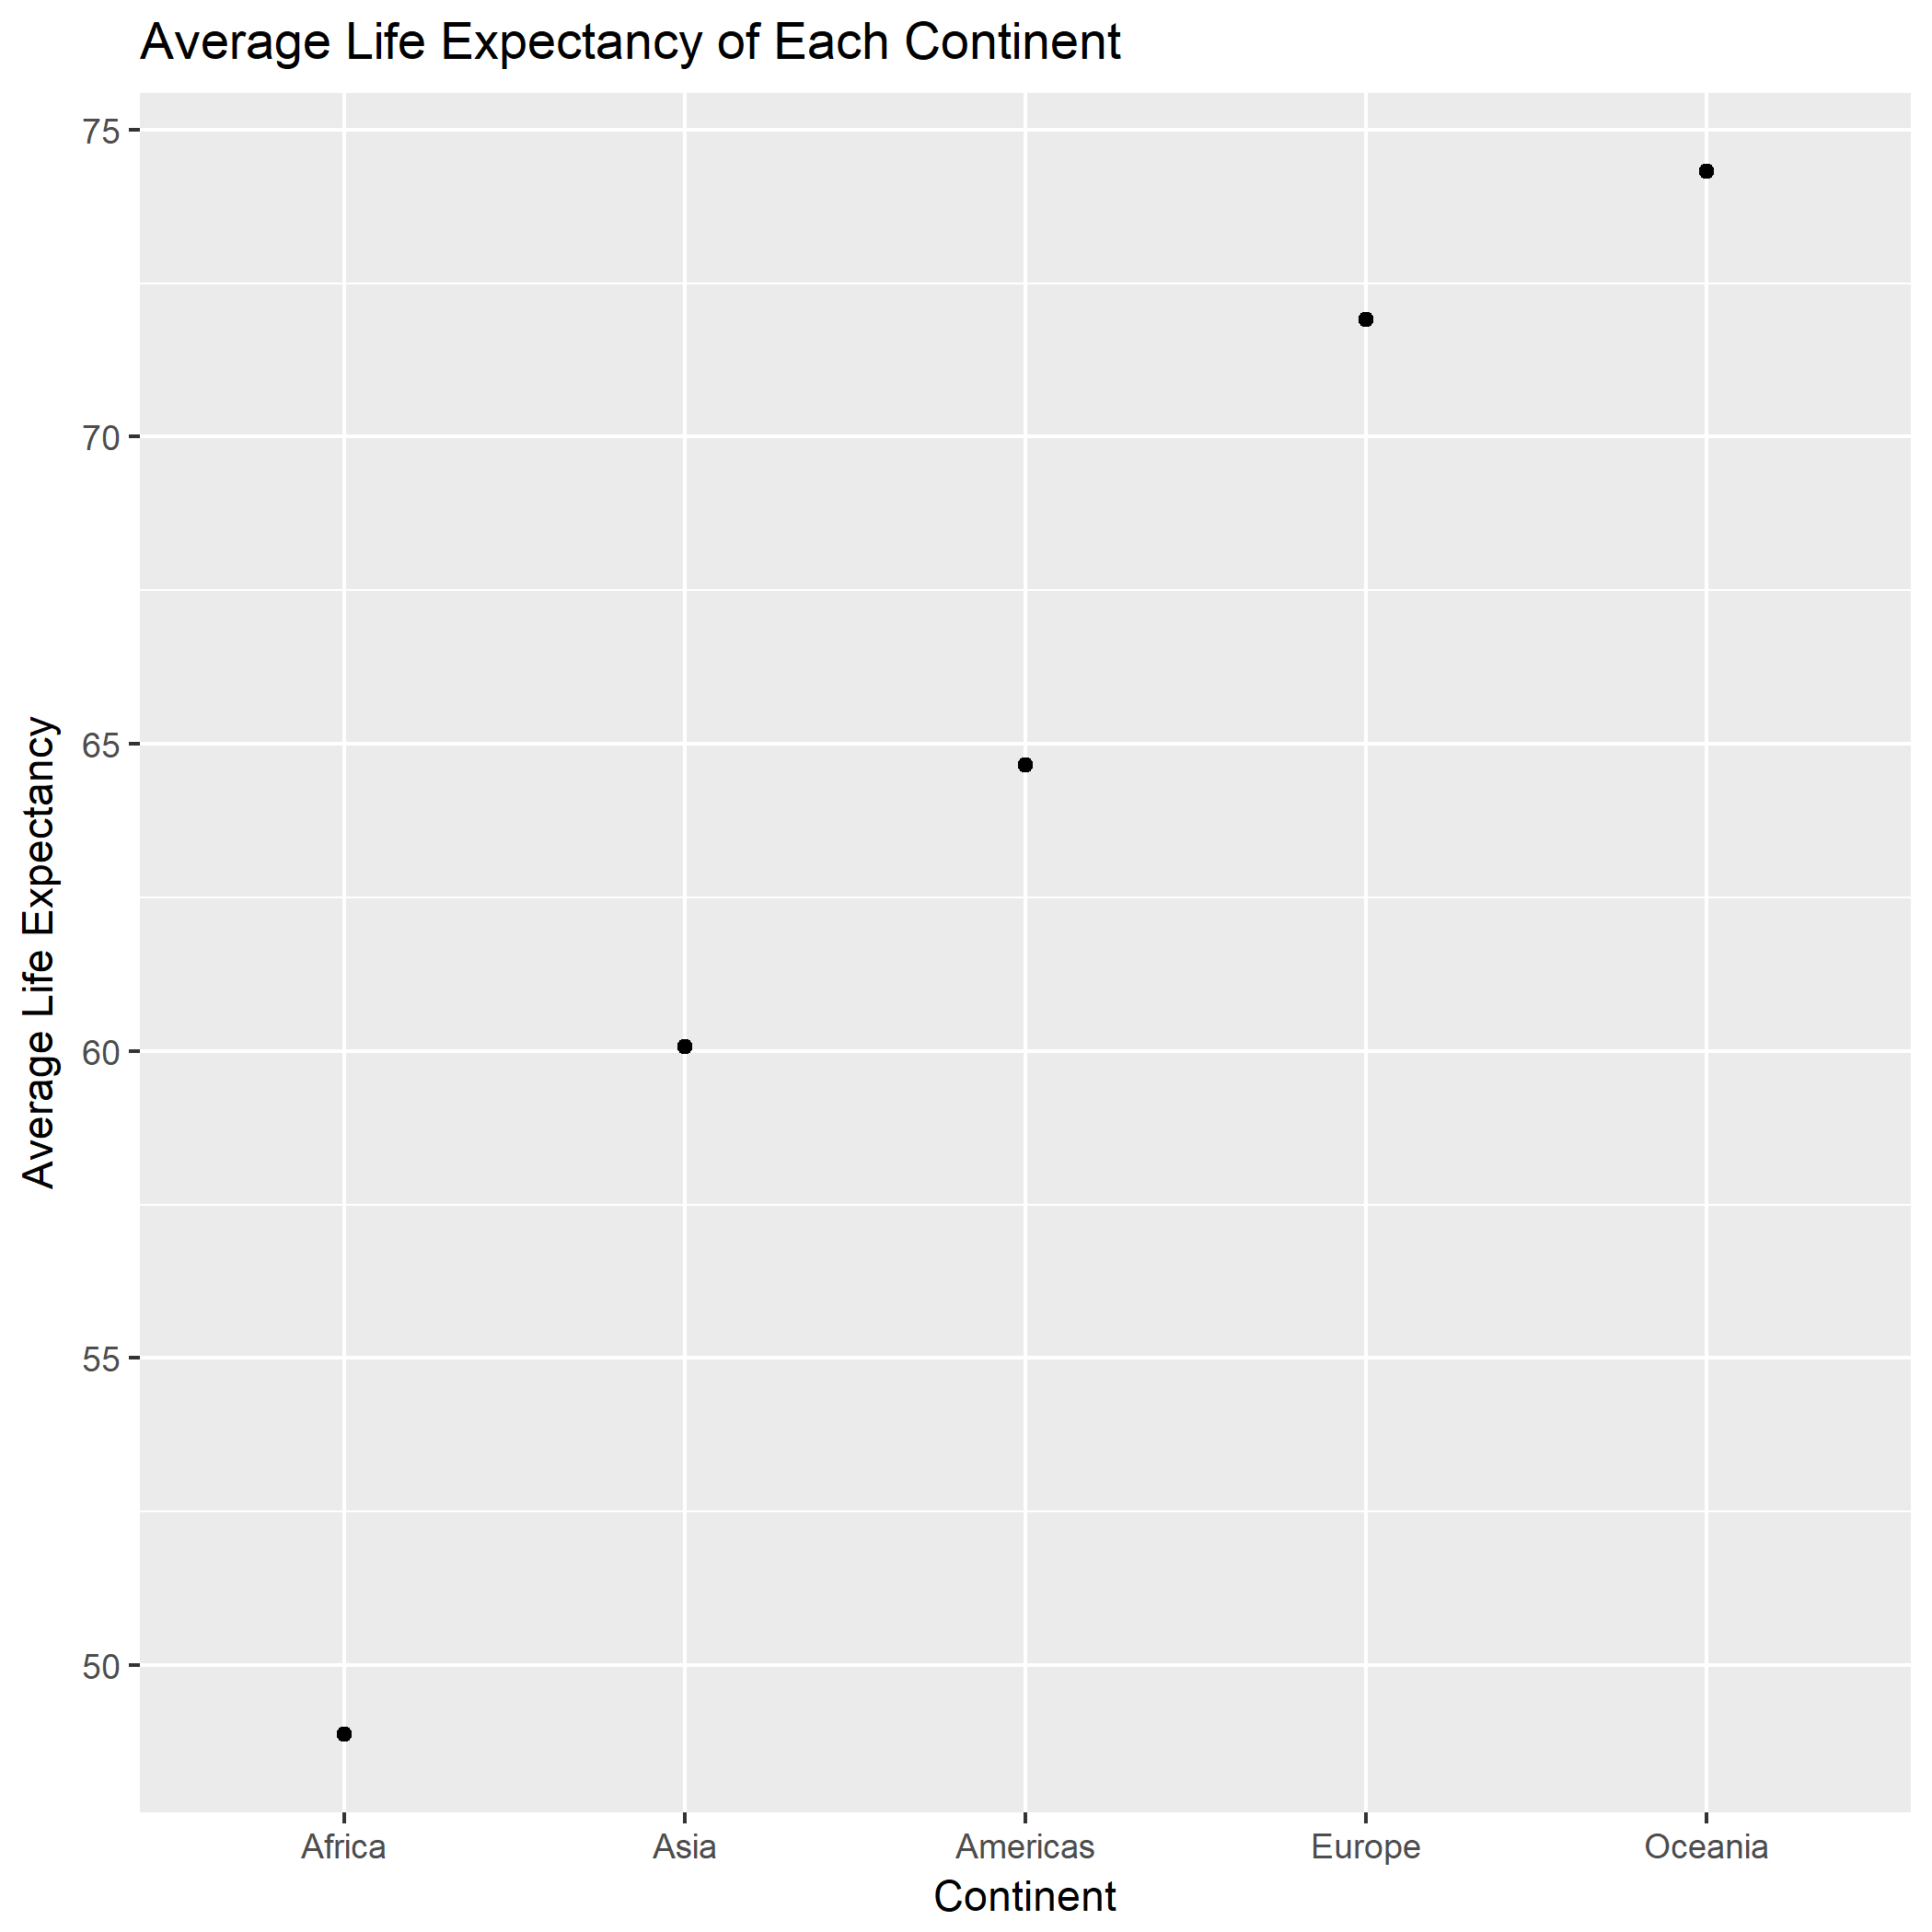 Average Life Expectancy of Each Continent
Average Life Expectancy
75
70
65
60
55
50
Africa Asia Americas Europe Oceania
Continent